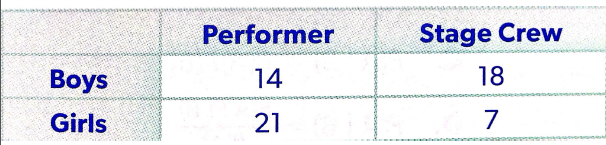 Performer Stage Crew
Boys 14 18
Girls 21 7